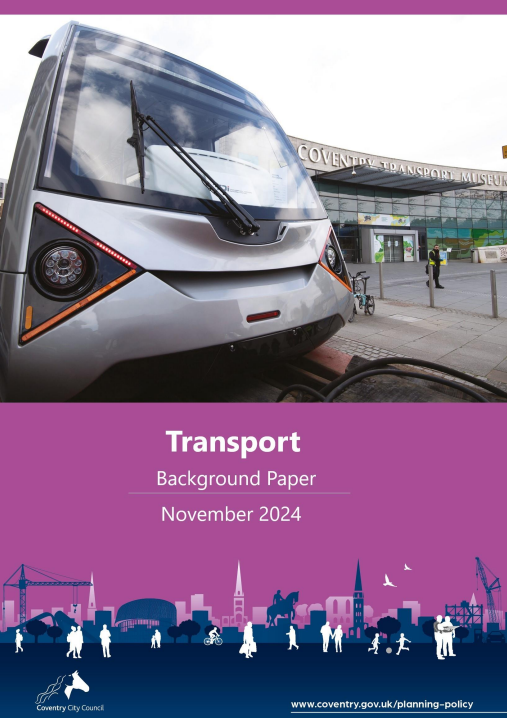 COVENTRY TRANSPORT MUSEUM
Transport
Background Paper
November 2024
Coventry City Council
www.coventry.gov.uk/planning-policy